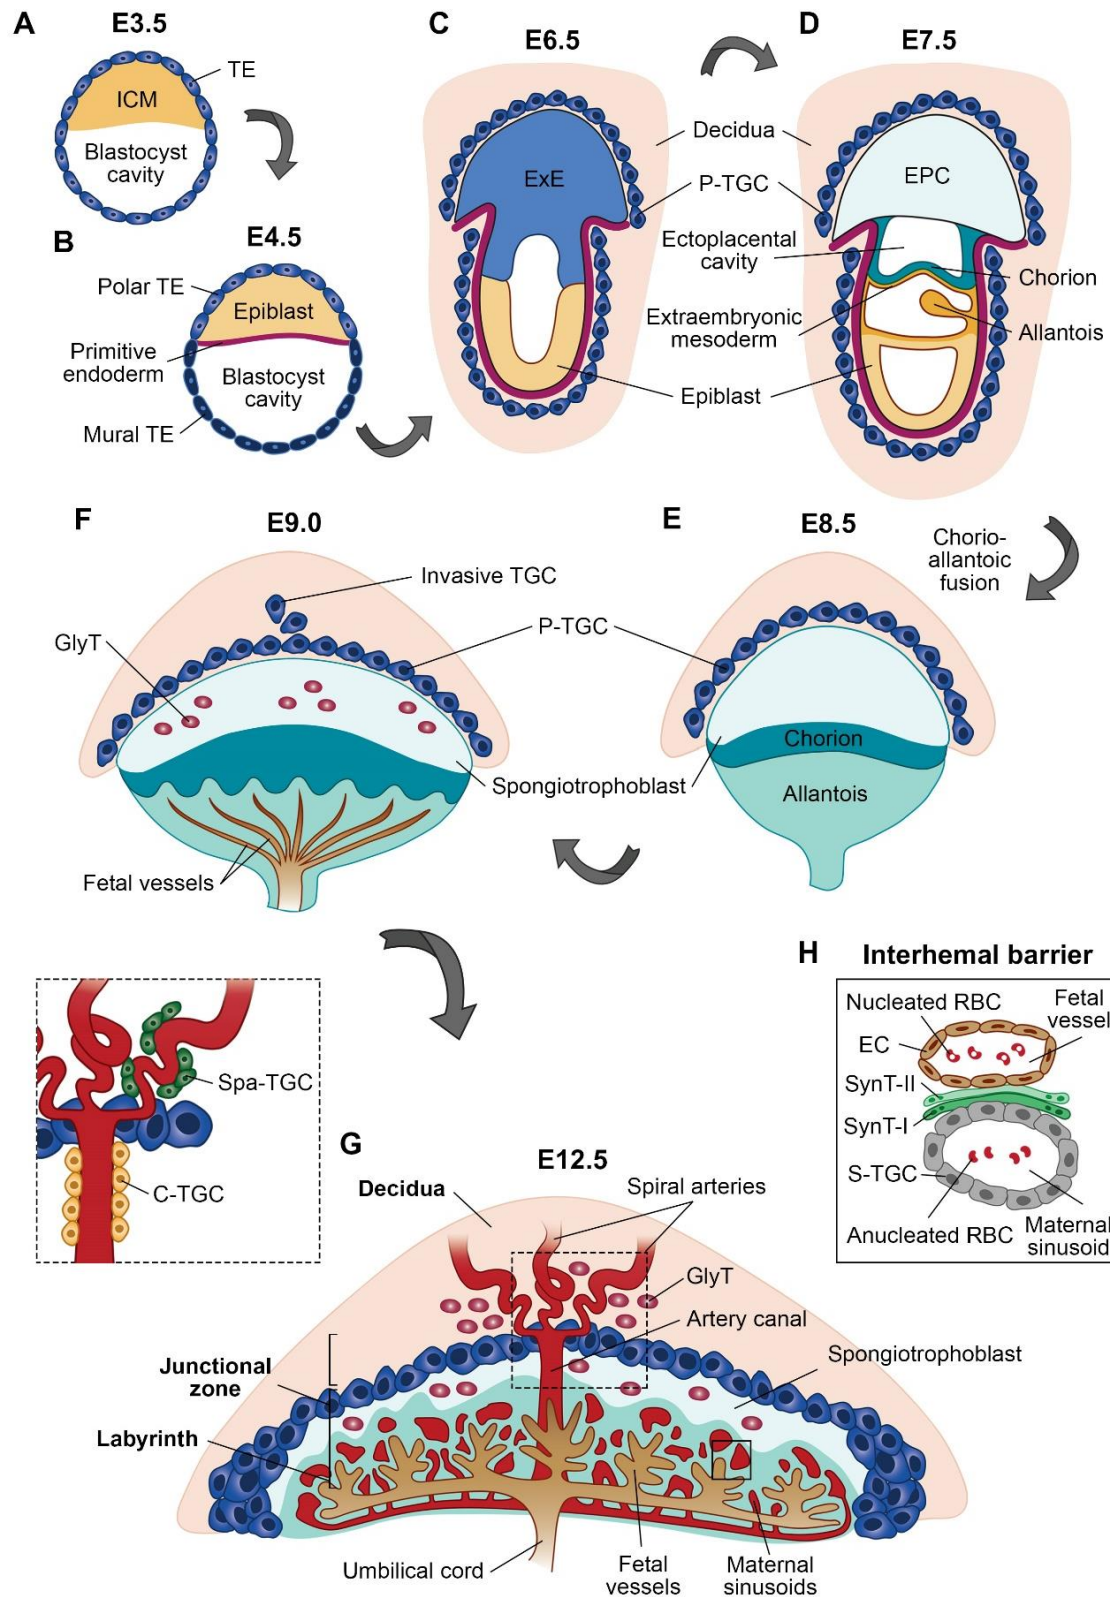 A
E3.5
TE
ICM
Blastocyst
cavity
B
E4.5
Polar TE
Epiblast
Primitive
endoderm
Blastocyst
cavity
Mural TE
C
E6.5
ExE
D
E7.5
Decidua
P-TGC
EPC
Ectoplacental
cavity
Chorion
Extraembryonic
mesoderm
Allantois
Epiblast
F
E9.0
Invasive TGC
GlyT
P-TGC
Spongiotrophoblast
Fetal vessels
E
E8.5
Chorio-
allantoic
fusion
Chorion
Allantois
Spa-TGC
C-TGC
H
Interhemal barrier
Nucleated RBC
Fetal
vessel
EC
SynT-II
SynT-I
S-TGC
Anucleated RBC
Maternal
sinusoid
G
E12.5
Decidua
Spiral arteries
GlyT
Artery canal
Spongiotrophoblast
Junctional
zone
Labyrinth
Umbilical cord
Fetal
vessels
Maternal
sinusoids